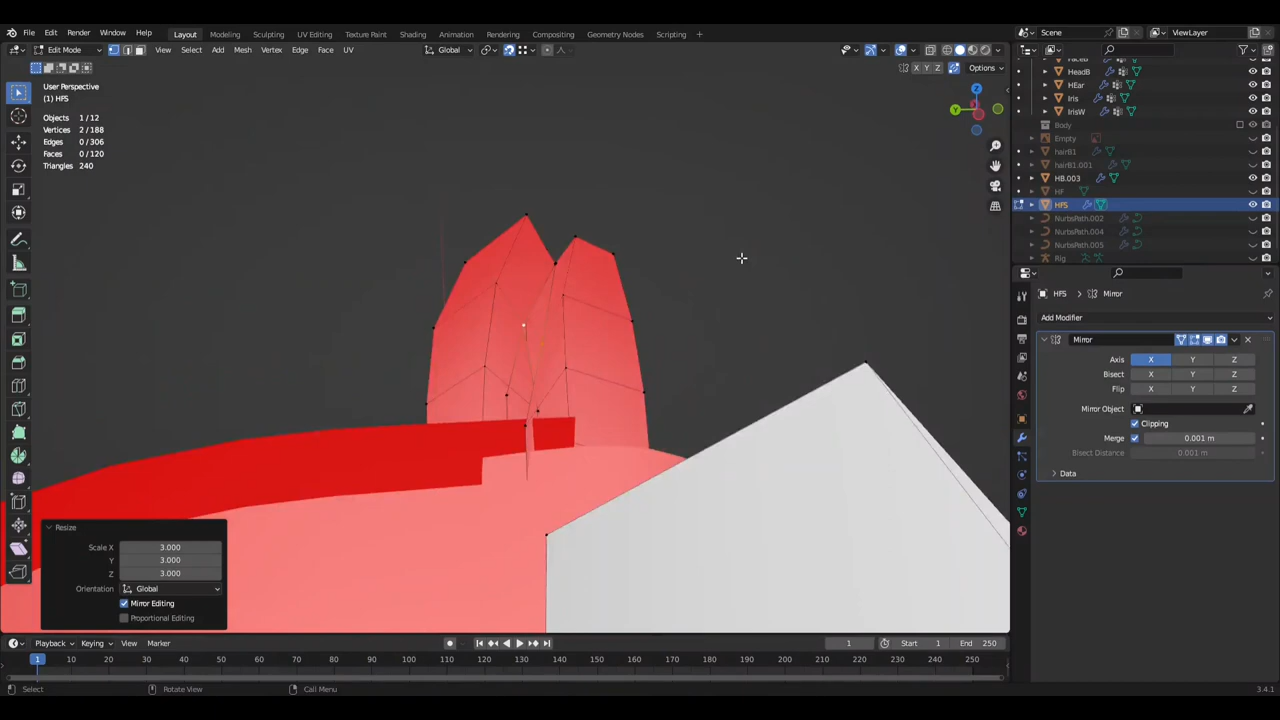 File Edit Render Window Help Layout Modeling Sculpting UV Editing Texture Paint Shading Animation Rendering Compositing Geometry Nodes Scripting Scene ViewLayer
Edit Mode View Select Add Mesh Vertex Edge Face UV Global
X Y Z Options
User Perspective
(1) HF5
Objects 1/12
Vertices 2/188
Edges 0/306
Faces 0/120
Triangles 240
Z
Y
HeadB
HEar
Iris
IrisW
Body
Empty
hairB1
hairB1.001
HB.003
HF
HF5
NurbsPath.002
NurbsPath.004
NurbsPath.005
Rig
HF5 > Mirror
Add Modifier
Mirror
Axis X Y Z
Bisect X Y Z
Flip X Y Z
Mirror Object
Clipping
Merge 0.001 m
Bisect Distance 0.001 m
Data
Resize
Scale X 3.000
Y 3.000
Z 3.000
Orientation Global
Mirror Editing
Proportional Editing
Playback Keying View Marker 1 Start 1 End 250
1 10 20 30 40 50 60 70 80 90 100 110 120 130 140 150 160 170 180 190 200 210 220 230 240 250
Select Rotate View Call Menu 3.4.1